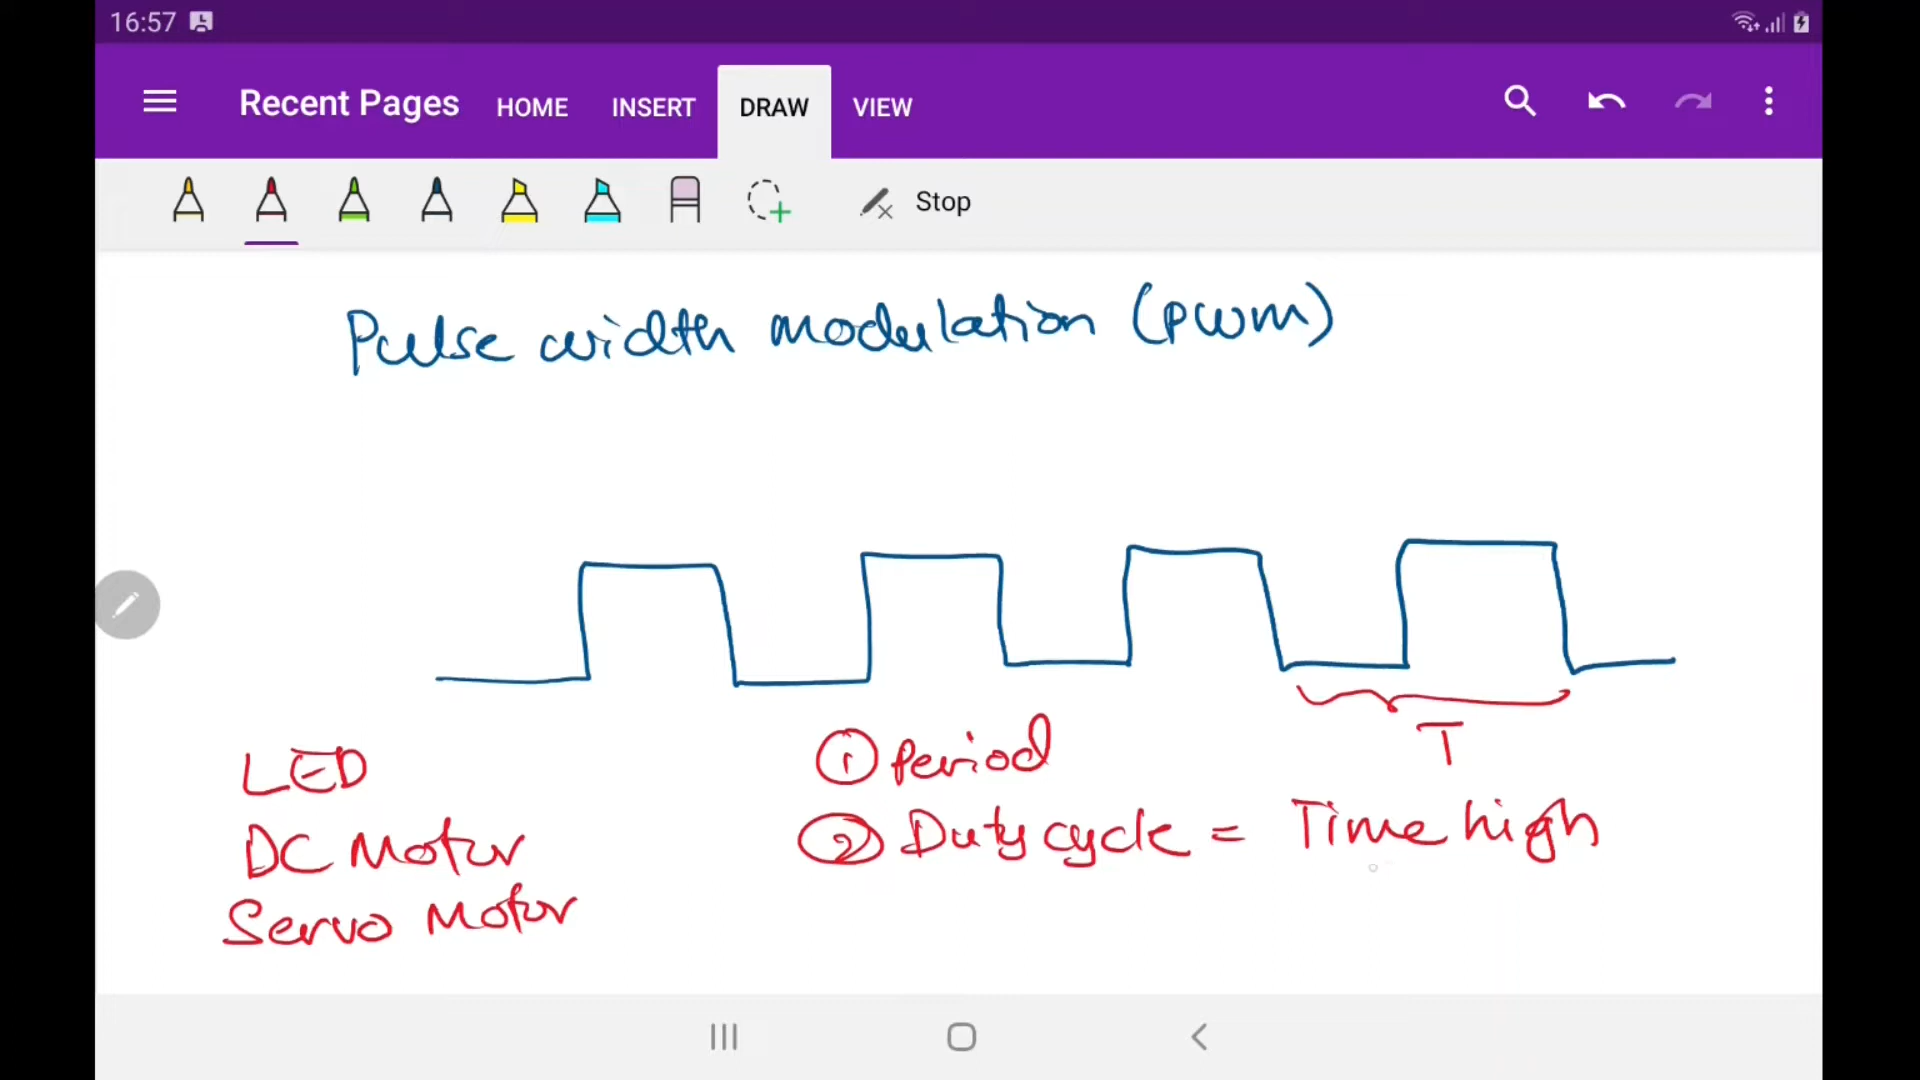 16:57
Recent Pages HOME INSERT DRAW VIEW
Stop
Pulse width modulation (PWM)
T
LED
① Period
DC Motor
② Duty cycle = Time high
Servo Motor